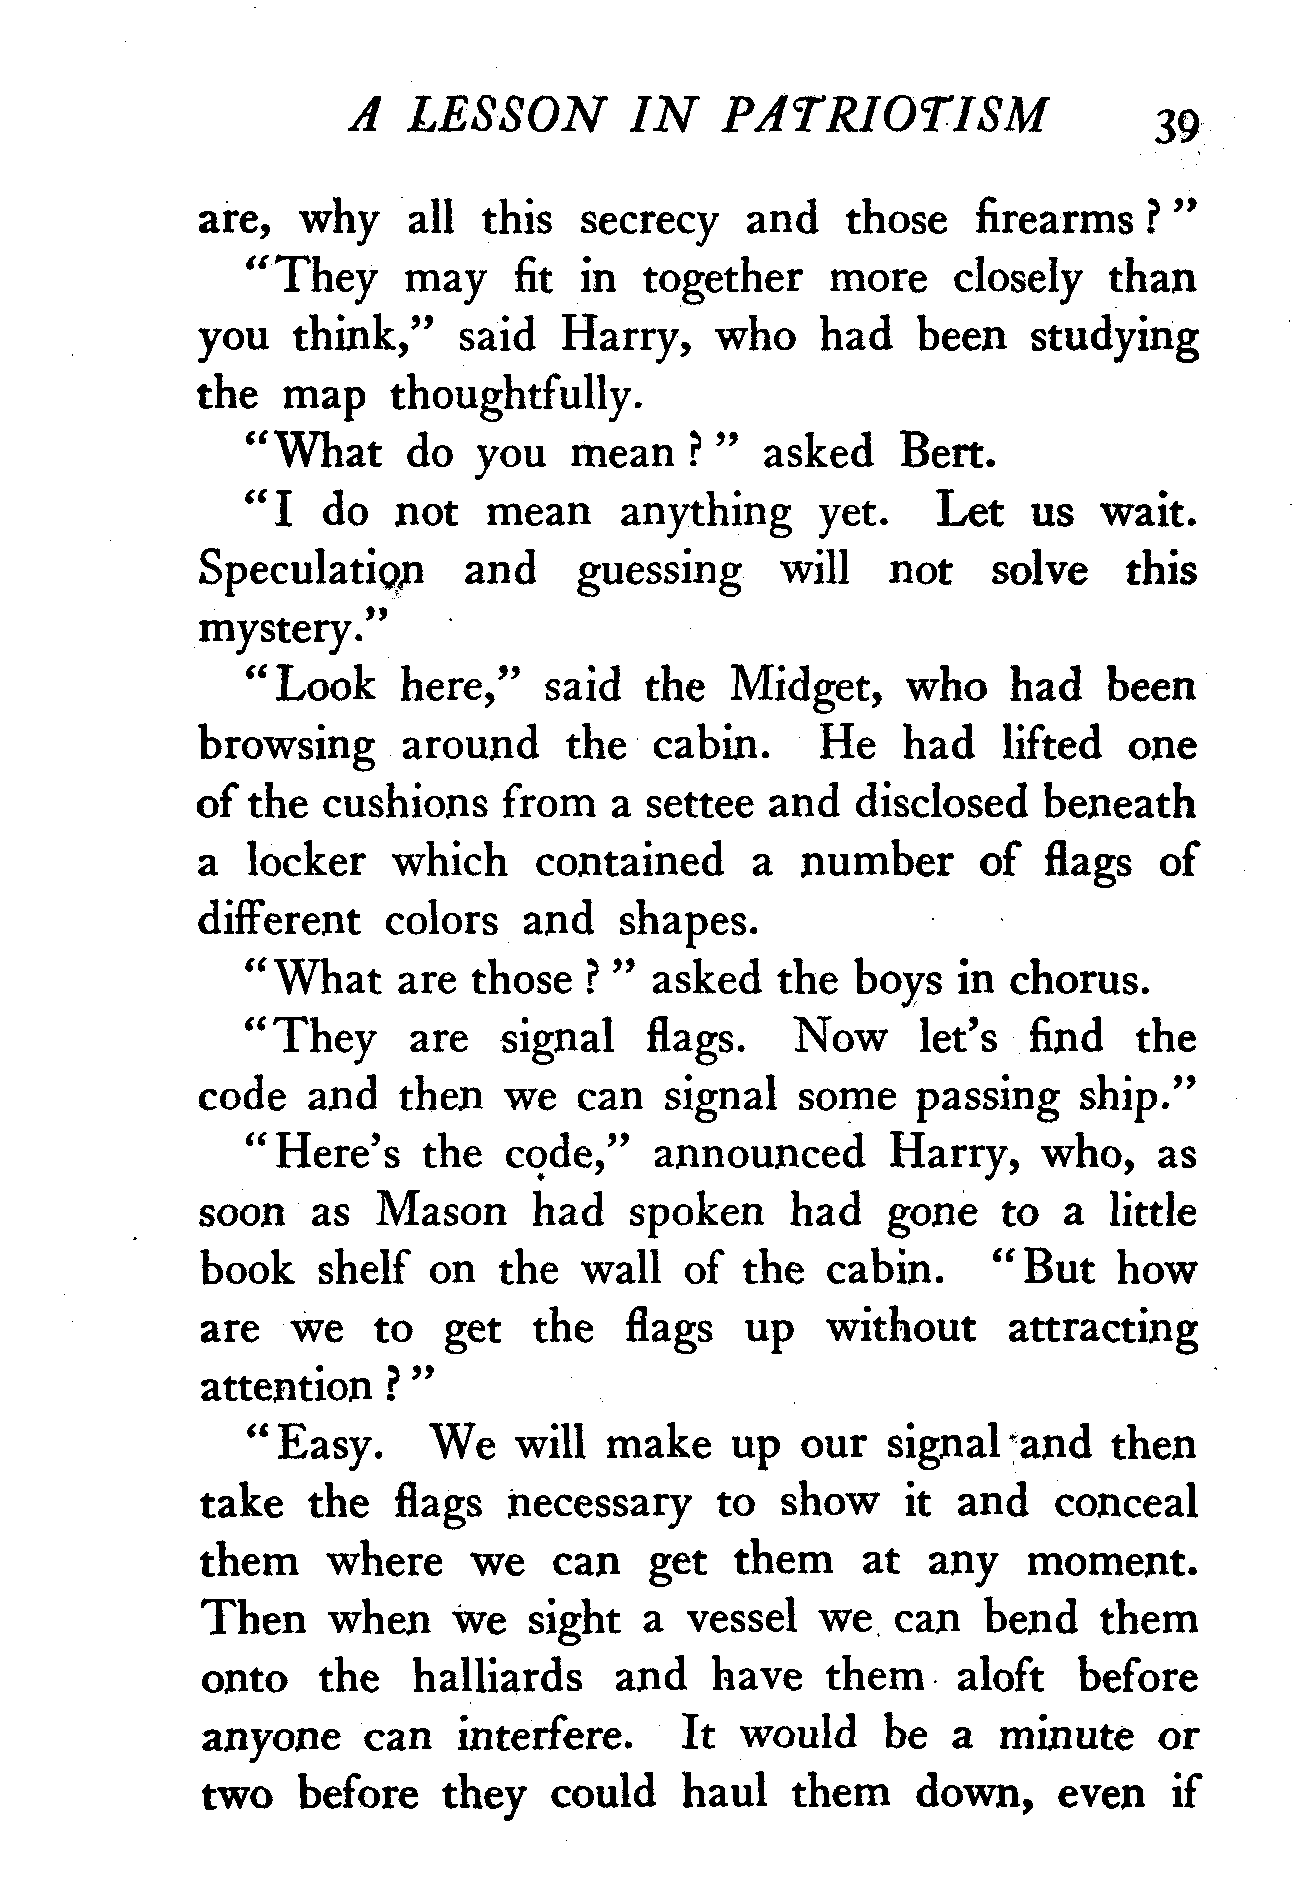 A LESSON IN PATRIOTISM 39
are, why all this secrecy and those firearms ? "
"They may fit in together more closely than
you think," said Harry, who had been studying
the map thoughtfully.
"What do you mean ? " asked Bert.
"I do not mean anything yet. Let us wait.
Speculation and guessing will not solve this
mystery."
"Look here," said the Midget, who had been
browsing around the cabin. He had lifted one
of the cushions from a settee and disclosed beneath
a locker which contained a number of flags of
different colors and shapes.
"What are those ? " asked the boys in chorus.
"They are signal flags. Now let's find the
code and then we can signal some passing ship."
"Here's the code," announced Harry, who, as
soon as Mason had spoken had gone to a little
book shelf on the wall of the cabin. "But how
are we to get the flags up without attracting
attention ? "
"Easy. We will make up our signal and then
take the flags necessary to show it and conceal
them where we can get them at any moment.
Then when we sight a vessel we can bend them
onto the halliards and have them aloft before
anyone can interfere. It would be a minute or
two before they could haul them down, even if